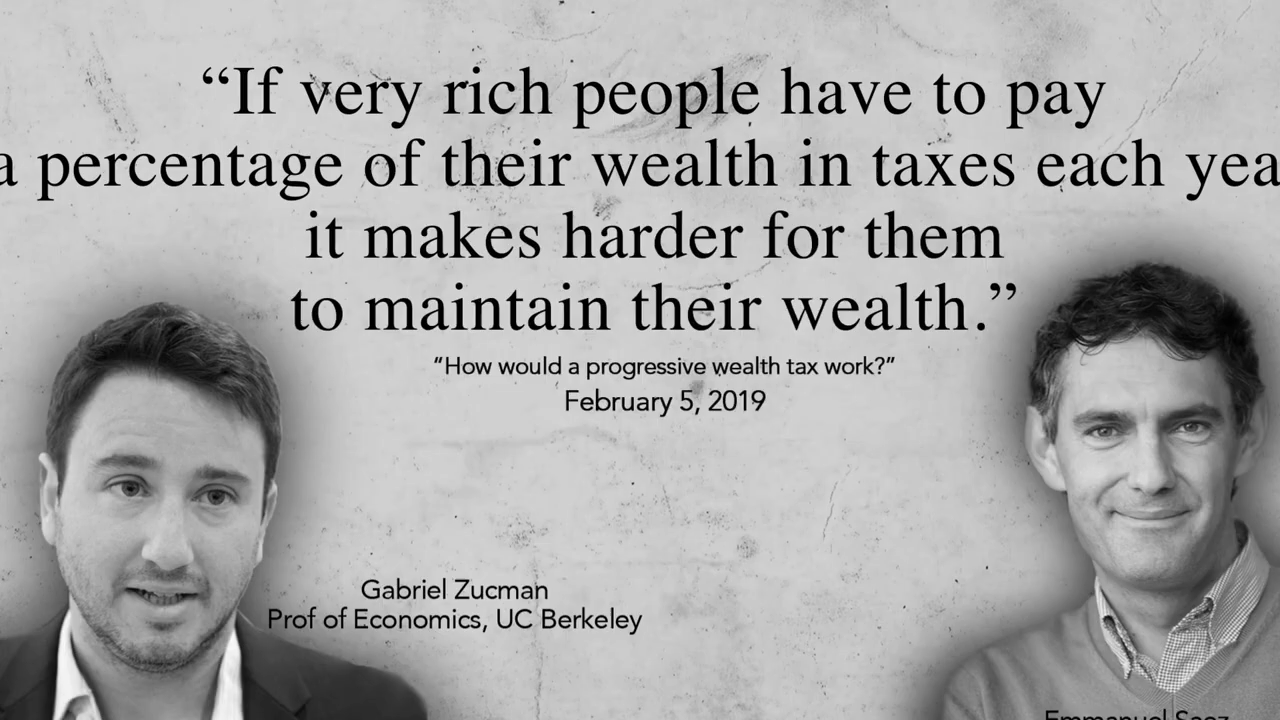 “If very rich people have to pay
a percentage of their wealth in taxes each yea
it makes harder for them
to maintain their wealth.”
“How would a progressive wealth tax work?”
February 5, 2019
Gabriel Zucman
Prof of Economics, UC Berkeley
Emmanuel Saez